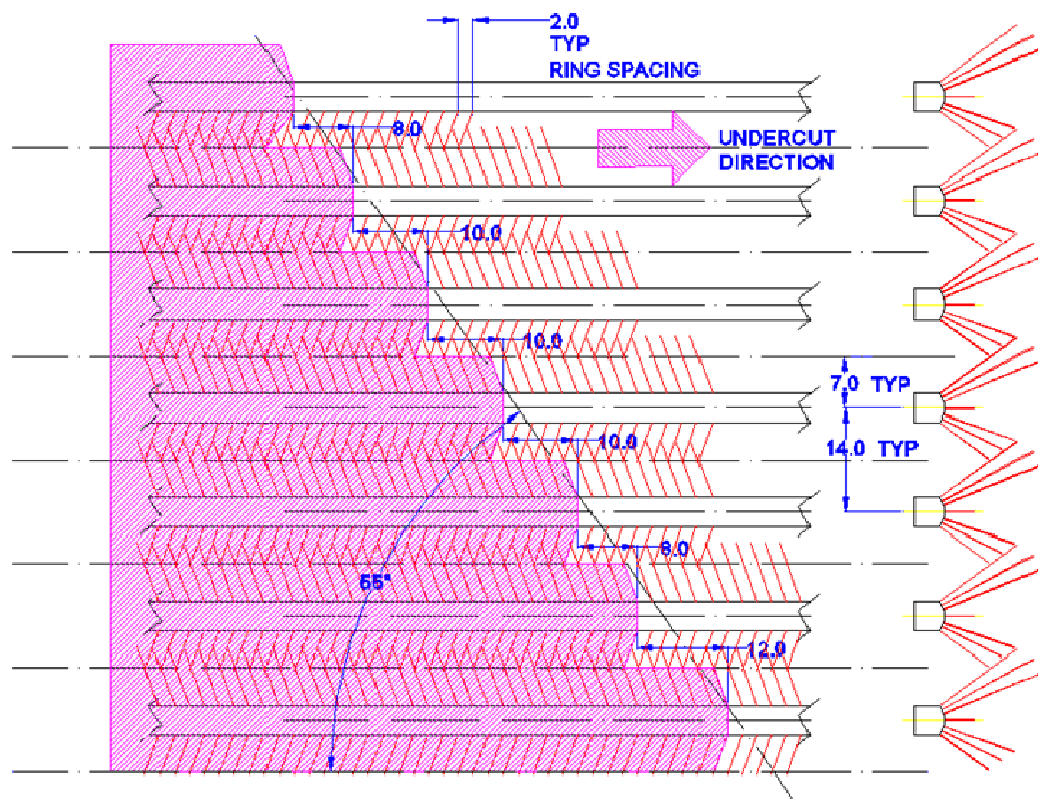 2.0
TYP
RING SPACING
8.0
UNDERCUT
DIRECTION
10.0
10.0
7.0 TYP
10.0
14.0 TYP
8.0
55°
12.0